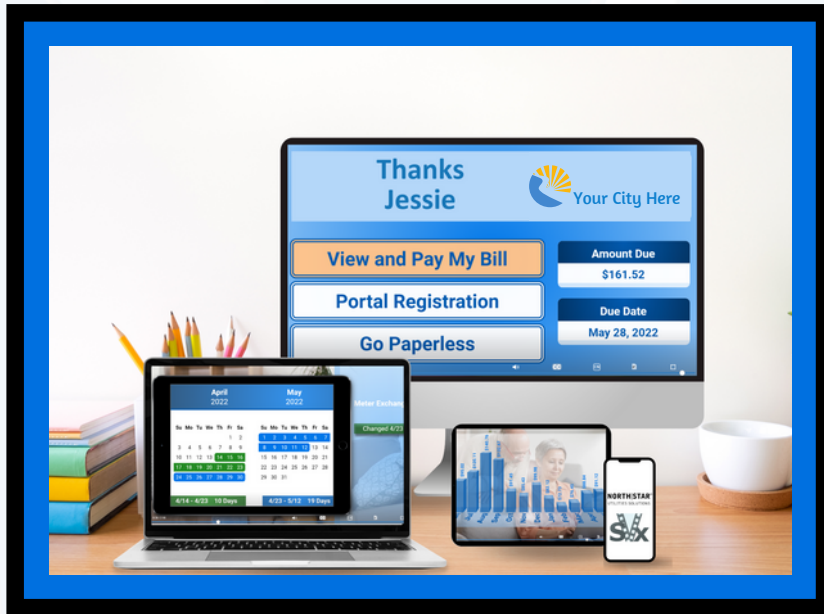 Thanks
Jessie
Your City Here
View and Pay My Bill
Portal Registration
Go Paperless
Amount Due
$161.52
Due Date
May 28, 2022
April
2022
May
2022
Su Mo Tu We Th Fr Sa
1 2
3 4 5 6 7 8 9
10 11 12 13 14 15 16
17 18 19 20 21 22 23
24 25 26 27 28 29 30
Su Mo Tu We Th Fr Sa
1 2 3 4 5 6 7
8 9 10 11 12 13 14
15 16 17 18 19 20 21
22 23 24 25 26 27 28
29 30 31
4/14 - 4/23 10 Days
4/23 - 5/12 19 Days
Meter Exchang
Changed 4/23
NORTHSTAR
UTILITIES SOLUTIONS
SVx